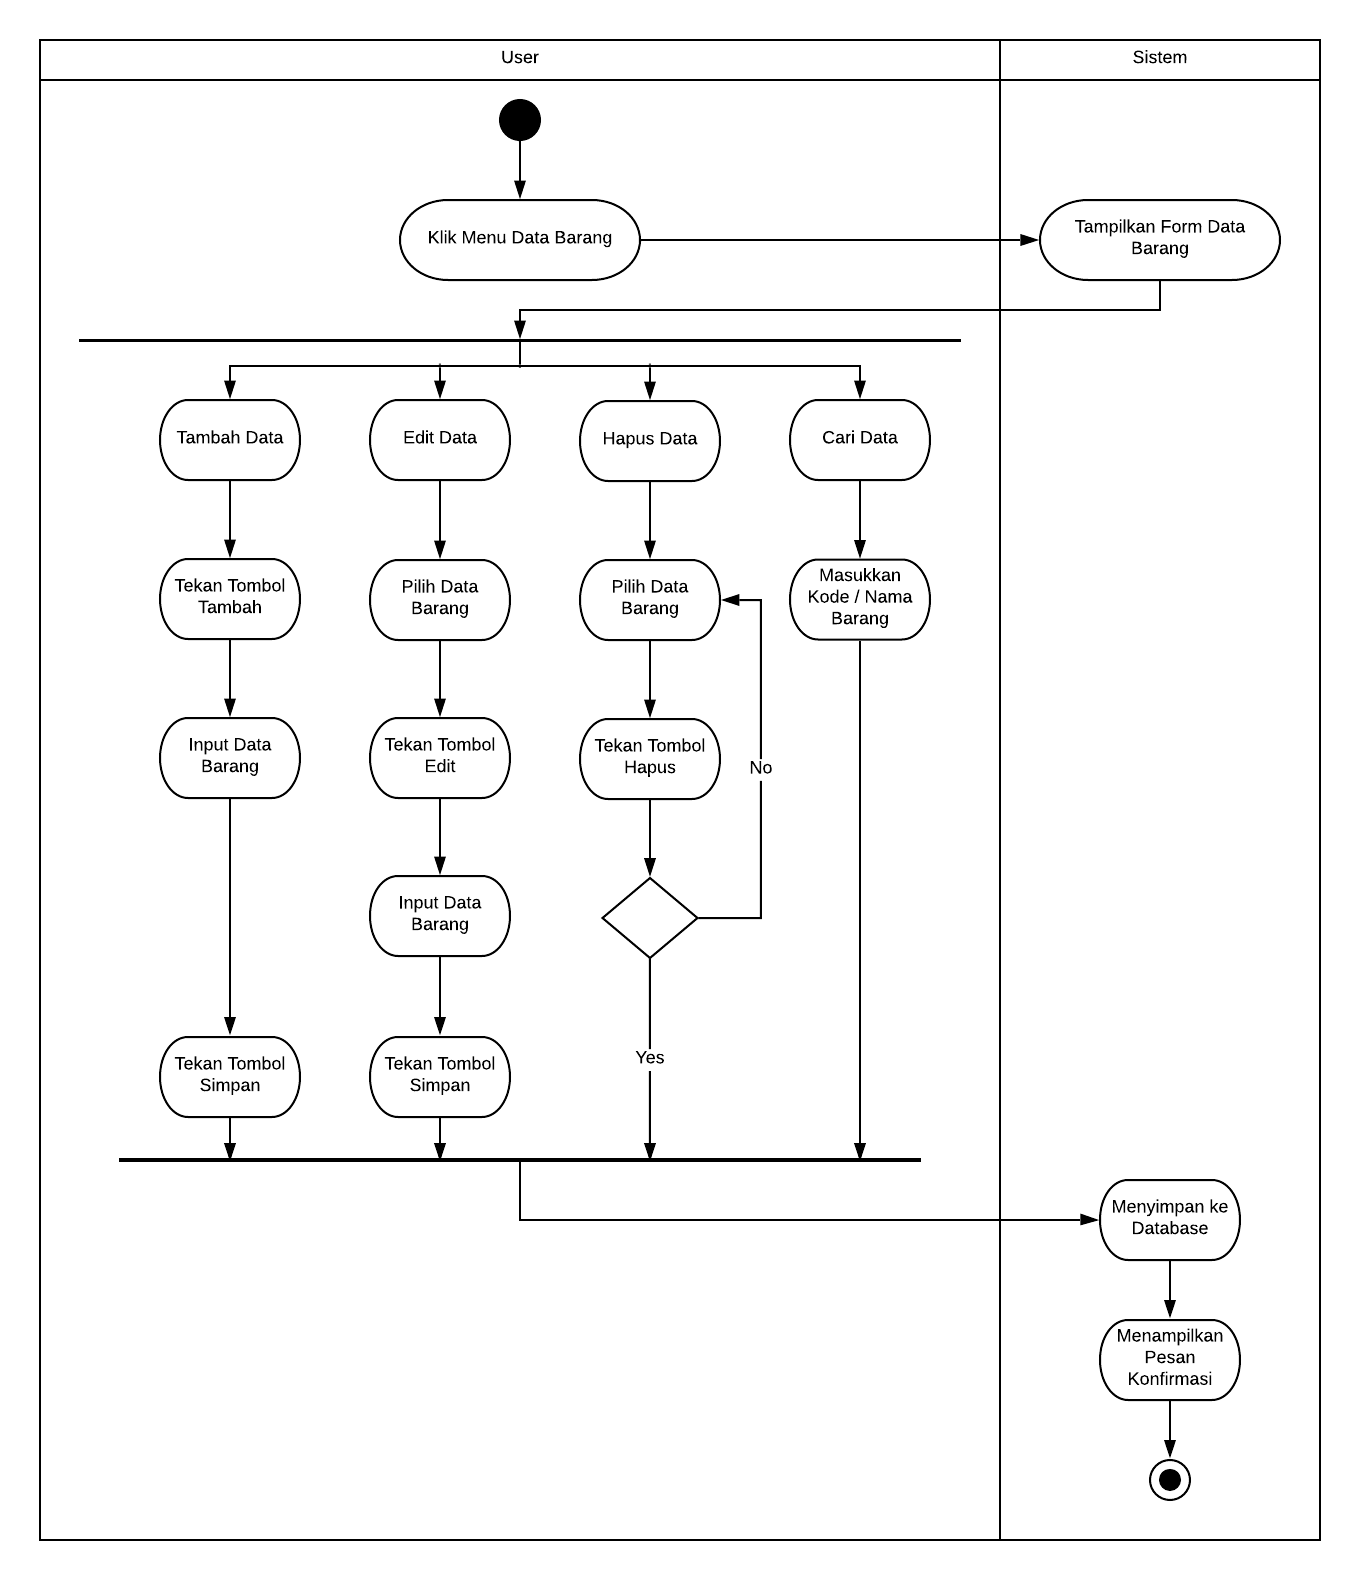 User
Sistem
Klik Menu Data Barang
Tampilkan Form Data
Barang
Tambah Data
Edit Data
Hapus Data
Cari Data
Tekan Tombol
Tambah
Pilih Data
Barang
Pilih Data
Barang
Masukkan
Kode / Nama
Barang
Input Data
Barang
Tekan Tombol
Edit
Tekan Tombol
Hapus
No
Input Data
Barang
Yes
Tekan Tombol
Simpan
Tekan Tombol
Simpan
Menyimpan ke
Database
Menampilkan
Pesan
Konfirmasi